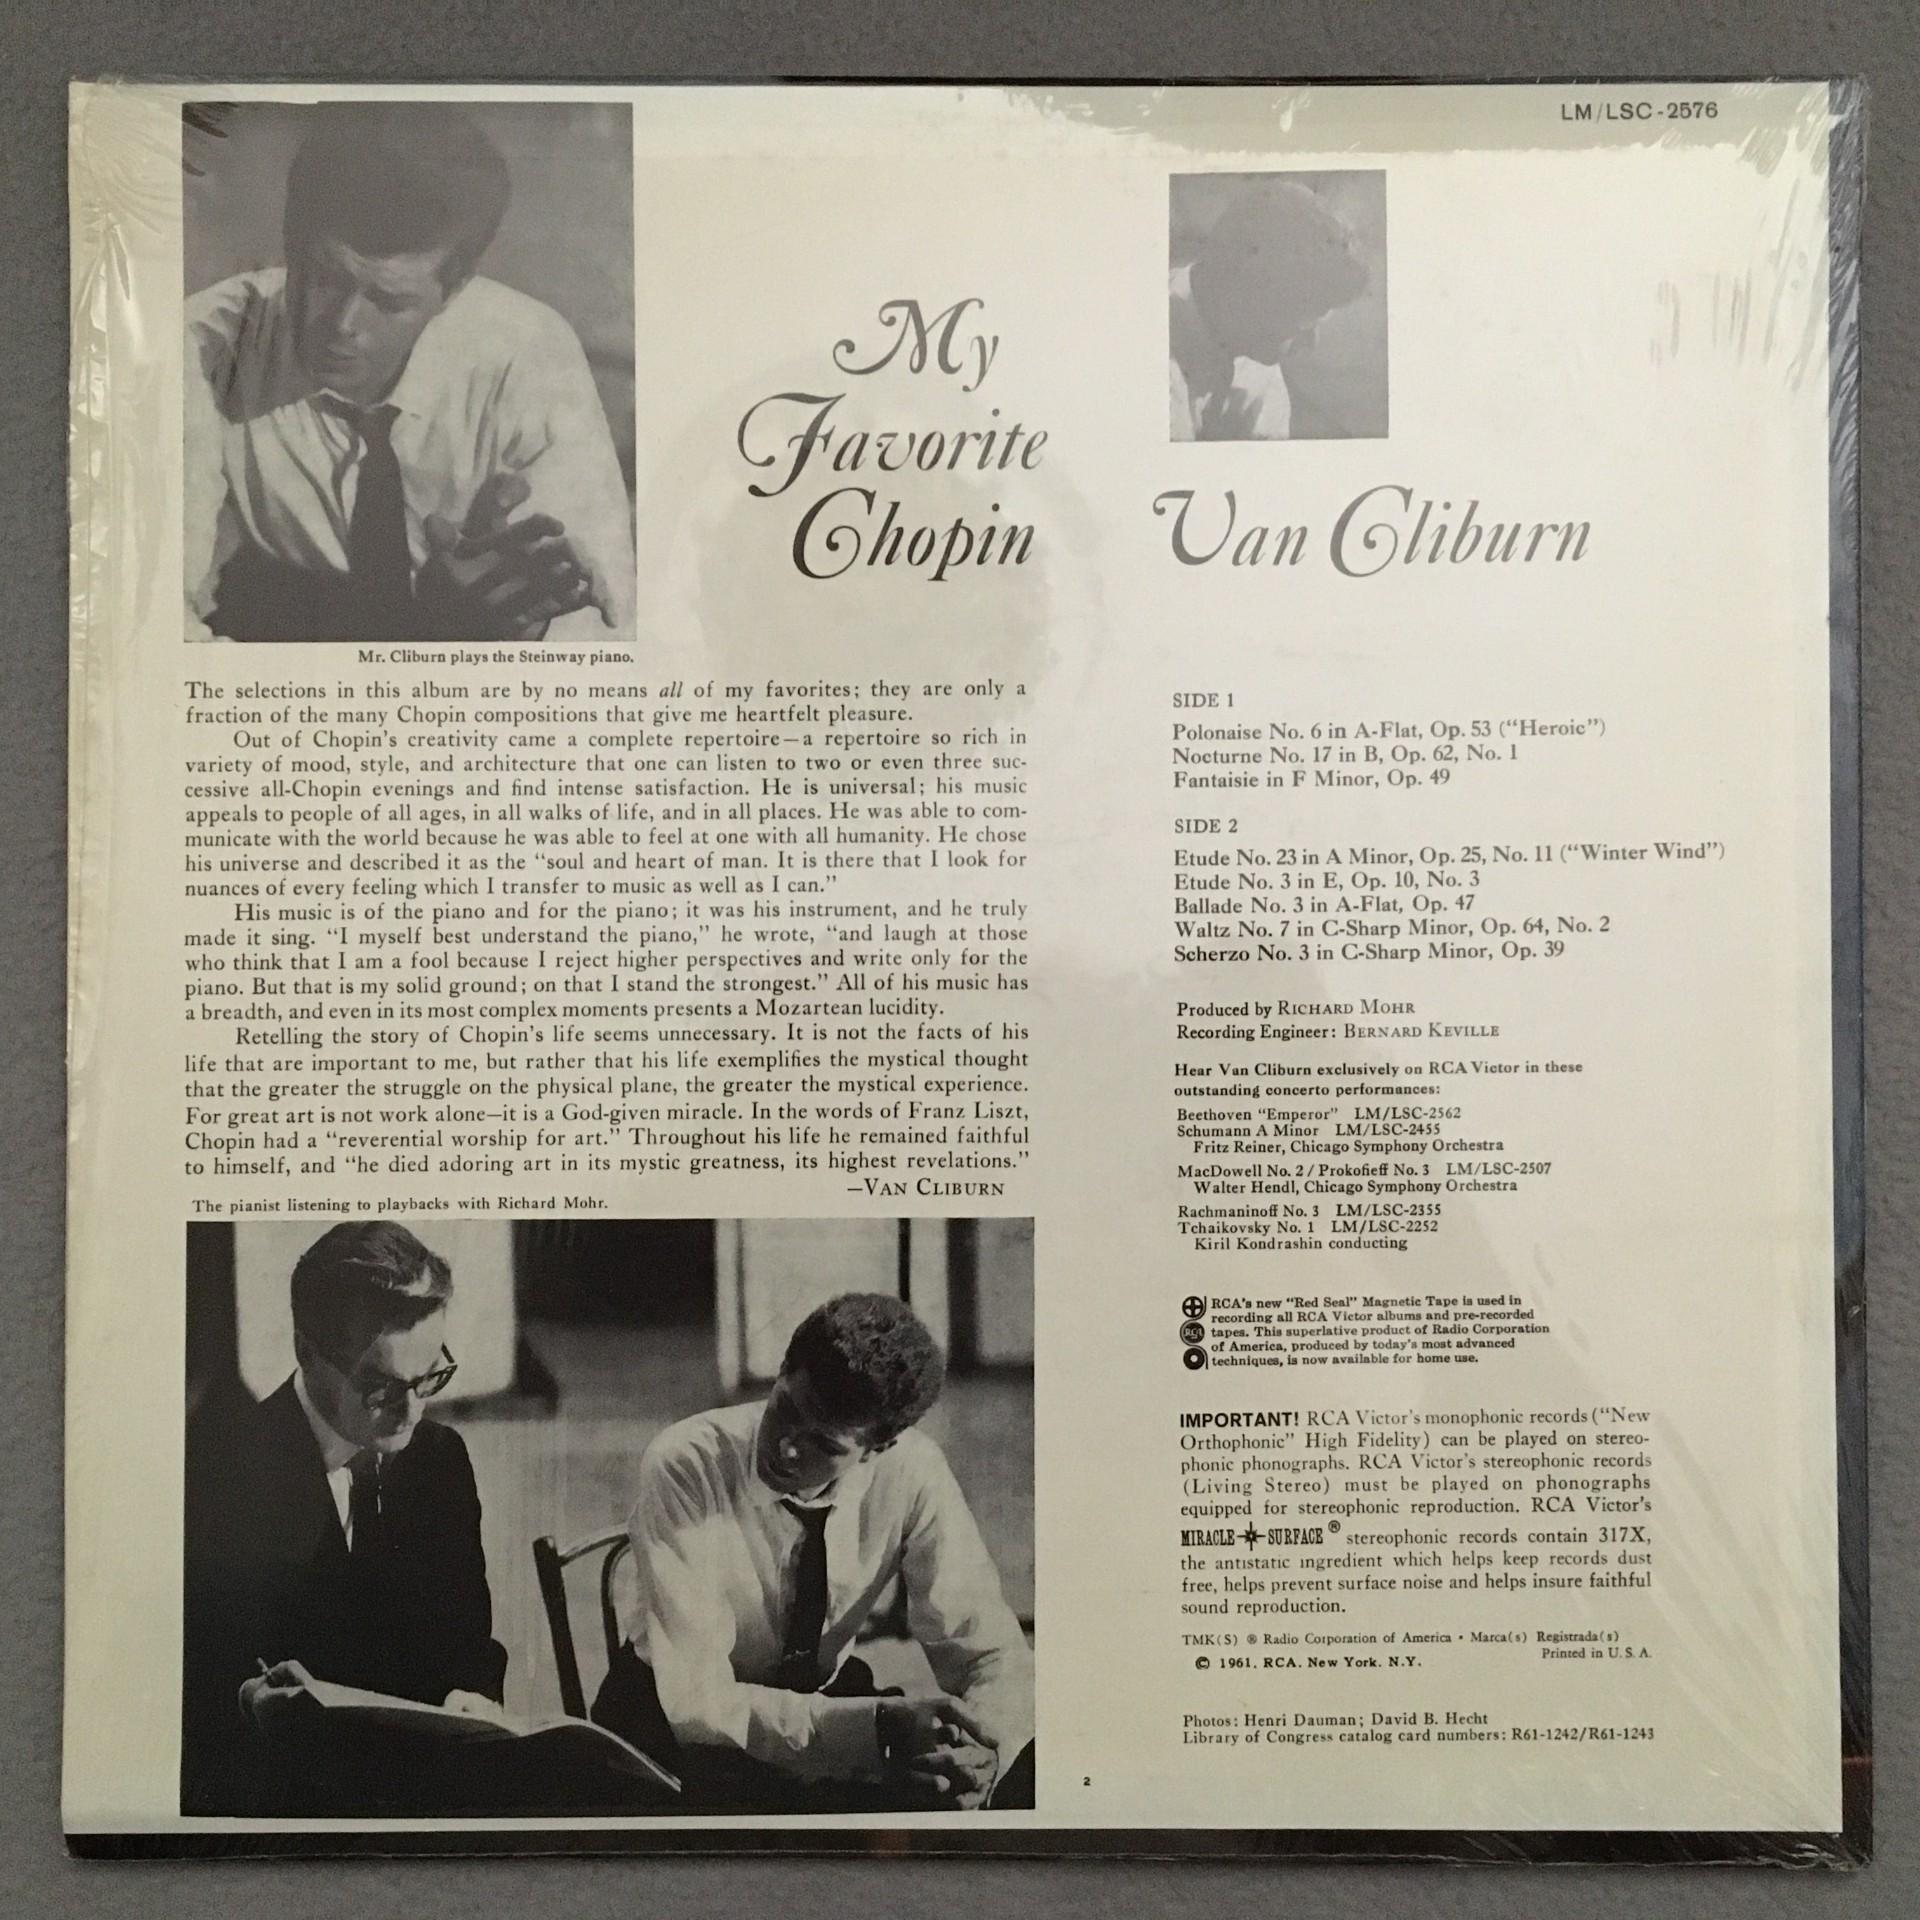 LM/LSC-2576
My
Favorite
Chopin
Van Cliburn
Mr. Cliburn plays the Steinway piano.
The selections in this album are by no means all of my favorites; they are only a
fraction of the many Chopin compositions that give me heartfelt pleasure.
Out of Chopin's creativity came a complete repertoire—a repertoire so rich in
variety of mood, style, and architecture that one can listen to two or even three suc-
cessive all-Chopin evenings and find intense satisfaction. He is universal; his music
appeals to people of all ages, in all walks of life, and in all places. He was able to com-
municate with the world because he was able to feel at one with all humanity. He chose
his universe and described it as the “soul and heart of man. It is there that I look for
nuances of every feeling which I transfer to music as well as I can.”
His music is of the piano and for the piano; it was his instrument, and he truly
made it sing. “I myself best understand the piano,” he wrote, “and laugh at those
who think that I am a fool because I reject higher perspectives and write only for the
piano. But that is my solid ground; on that I stand the strongest.” All of his music has
a breadth, and even in its most complex moments presents a Mozartean lucidity.
Retelling the story of Chopin's life seems unnecessary. It is not the facts of his
life that are important to me, but rather that his life exemplifies the mystical thought
that the greater the struggle on the physical plane, the greater the mystical experience.
For great art is not work alone—it is a God-given miracle. In the words of Franz Liszt,
Chopin had a “reverential worship for art.” Throughout his life he remained faithful
to himself, and “he died adoring art in its mystic greatness, its highest revelations.”
—VAN CLIBURN
The pianist listening to playbacks with Richard Mohr.
SIDE 1
Polonaise No. 6 in A-Flat, Op. 53 (“Heroic”)
Nocturne No. 17 in B, Op. 62, No. 1
Fantaisie in F Minor, Op. 49
SIDE 2
Etude No. 23 in A Minor, Op. 25, No. 11 (“Winter Wind”)
Etude No. 3 in E, Op. 10, No. 3
Ballade No. 3 in A-Flat, Op. 47
Waltz No. 7 in C-Sharp Minor, Op. 64, No. 2
Scherzo No. 3 in C-Sharp Minor, Op. 39
Produced by RICHARD MOHR
Recording Engineer: BERNARD KEVILLE
Hear Van Cliburn exclusively on RCA Victor in these
outstanding concerto performances:
Beethoven “Emperor” LM/LSC-2562
Schumann A Minor LM/LSC-2455
Fritz Reiner, Chicago Symphony Orchestra
MacDowell No. 2 / Prokofieff No. 3 LM/LSC-2507
Walter Hendl, Chicago Symphony Orchestra
Rachmaninoff No. 3 LM/LSC-2355
Tchaikovsky No. 1 LM/LSC-2252
Kiril Kondrashin conducting
RCA's new “Red Seal” Magnetic Tape is used in
recording all RCA Victor albums and pre-recorded
RCA tapes. This superlative product of Radio Corporation
of America, produced by today's most advanced
techniques, is now available for home use.
IMPORTANT! RCA Victor's monophonic records (“New
Orthophonic” High Fidelity) can be played on stereo-
phonic phonographs. RCA Victor's stereophonic records
(Living Stereo) must be played on phonographs
equipped for stereophonic reproduction. RCA Victor's
MIRACLE SURFACE ® stereophonic records contain 317X,
the antistatic ingredient which helps keep records dust
free, helps prevent surface noise and helps insure faithful
sound reproduction.
TMK(S) ® Radio Corporation of America • Marca(s) Registrada(s)
Printed in U. S. A.
© 1961, RCA, New York, N.Y.
Photos: Henri Dauman; David B. Hecht
Library of Congress catalog card numbers: R61-1242/R61-1243
2